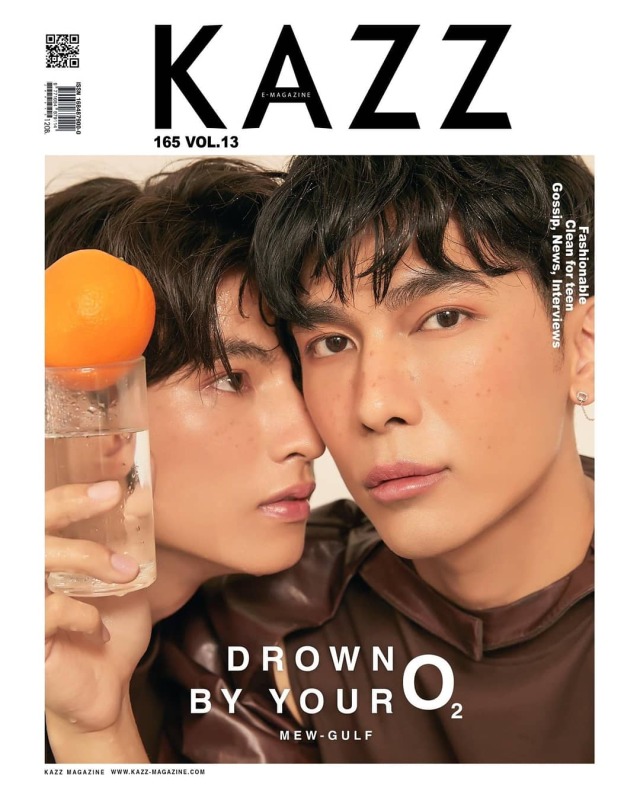 KAZZ
E-MAGAZINE
165 VOL.13
Fashionable
Clean for teen
Gossip, News, Interviews
DROWN
BY YOUR O₂
MEW-GULF
KAZZ MAGAZINE WWW.KAZZ-MAGAZINE.COM